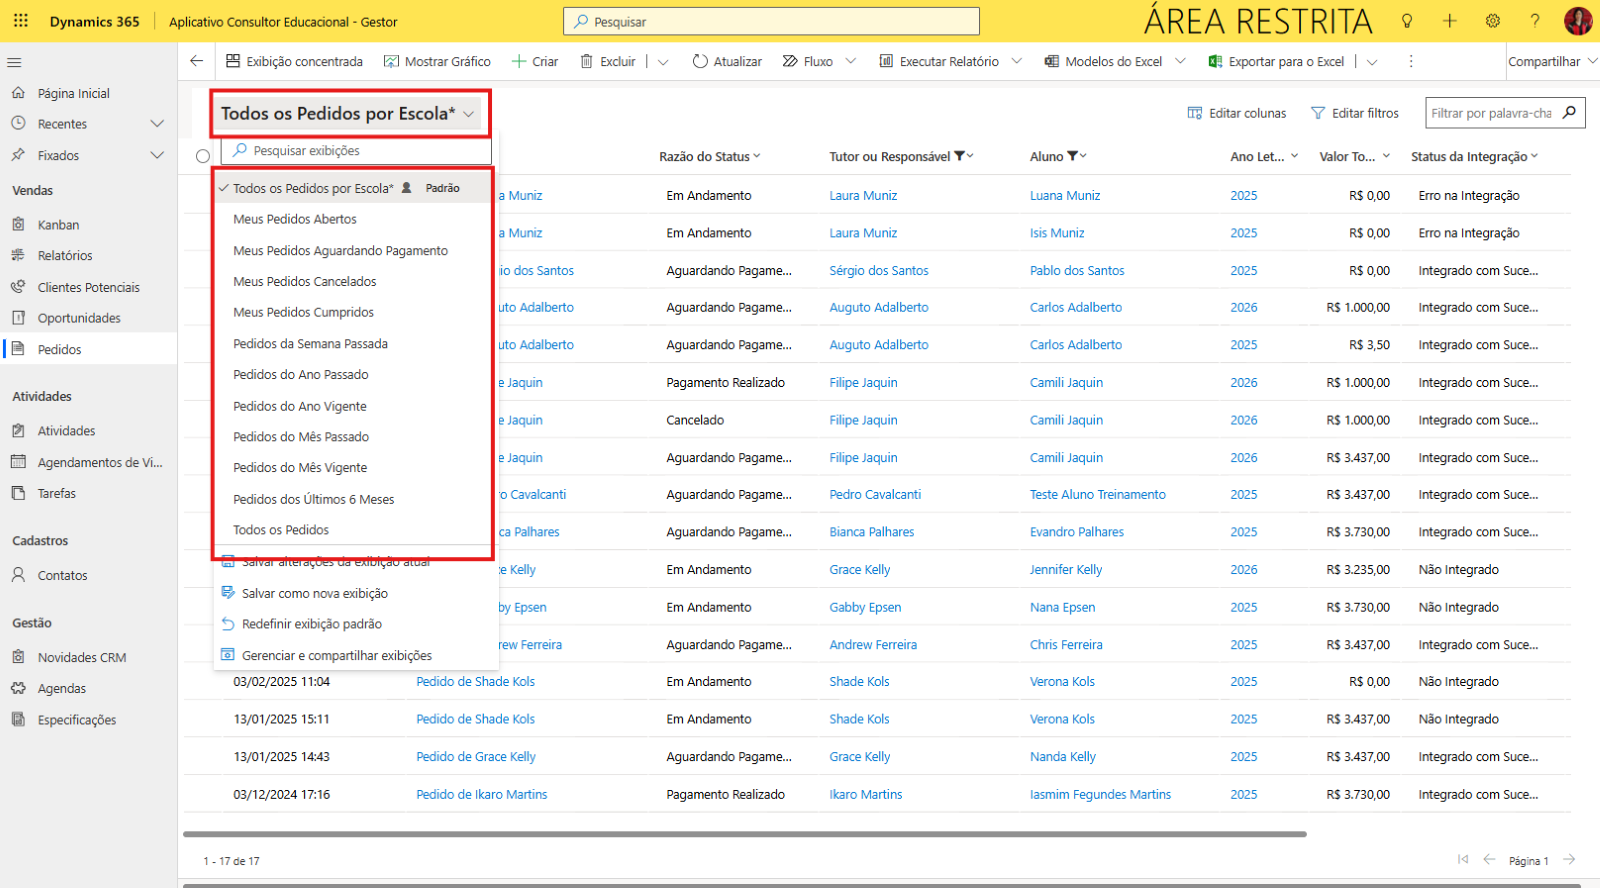 Dynamics 365 Aplicativo Consultor Educacional - Gestor Pesquisar ÁREA RESTRITA
Exibição concentrada Mostrar Gráfico Criar Excluir Atualizar Fluxo Executar Relatório Modelos do Excel Exportar para o Excel Compartilhar
Página Inicial
Recentes
Fixados
Vendas
Kanban
Relatórios
Clientes Potenciais
Oportunidades
Pedidos
Atividades
Atividades
Agendamentos de Vi...
Tarefas
Cadastros
Contatos
Gestão
Novidades CRM
Agendas
Especificações
Todos os Pedidos por Escola*
Editar colunas Editar filtros Filtrar por palavra-cha
Pesquisar exibições
Todos os Pedidos por Escola* Padrão
Meus Pedidos Abertos
Meus Pedidos Aguardando Pagamento
Meus Pedidos Cancelados
Meus Pedidos Cumpridos
Pedidos da Semana Passada
Pedidos do Ano Passado
Pedidos do Ano Vigente
Pedidos do Mês Passado
Pedidos do Mês Vigente
Pedidos dos Últimos 6 Meses
Todos os Pedidos
Salvar alterações da exibição atual
Salvar como nova exibição
Redefinir exibição padrão
Gerenciar e compartilhar exibições
Razão do Status Tutor ou Responsável Aluno Ano Let... Valor To... Status da Integração
a Muniz Em Andamento Laura Muniz Luana Muniz 2025 R$ 0,00 Erro na Integração
a Muniz Em Andamento Laura Muniz Isis Muniz 2025 R$ 0,00 Erro na Integração
io dos Santos Aguardando Pagame... Sérgio dos Santos Pablo dos Santos 2025 R$ 0,00 Integrado com Suce...
uto Adalberto Aguardando Pagame... Auguto Adalberto Carlos Adalberto 2026 R$ 1.000,00 Integrado com Suce...
uto Adalberto Aguardando Pagame... Auguto Adalberto Carlos Adalberto 2025 R$ 3,50 Integrado com Suce...
e Jaquin Pagamento Realizado Filipe Jaquin Camili Jaquin 2026 R$ 1.000,00 Integrado com Suce...
e Jaquin Cancelado Filipe Jaquin Camili Jaquin 2026 R$ 1.000,00 Integrado com Suce...
e Jaquin Aguardando Pagame... Filipe Jaquin Camili Jaquin 2026 R$ 3.437,00 Integrado com Suce...
ro Cavalcanti Aguardando Pagame... Pedro Cavalcanti Teste Aluno Treinamento 2025 R$ 3.437,00 Integrado com Suce...
ca Palhares Aguardando Pagame... Bianca Palhares Evandro Palhares 2025 R$ 3.730,00 Integrado com Suce...
ce Kelly Em Andamento Grace Kelly Jennifer Kelly 2026 R$ 3.235,00 Não Integrado
by Epsen Em Andamento Gabby Epsen Nana Epsen 2025 R$ 3.730,00 Não Integrado
rew Ferreira Aguardando Pagame... Andrew Ferreira Chris Ferreira 2025 R$ 3.437,00 Integrado com Suce...
03/02/2025 11:04 Pedido de Shade Kols Em Andamento Shade Kols Verona Kols 2025 R$ 0,00 Não Integrado
13/01/2025 15:11 Pedido de Shade Kols Em Andamento Shade Kols Verona Kols 2025 R$ 3.437,00 Não Integrado
13/01/2025 14:43 Pedido de Grace Kelly Aguardando Pagame... Grace Kelly Nanda Kelly 2025 R$ 3.437,00 Integrado com Suce...
03/12/2024 17:16 Pedido de Ikaro Martins Pagamento Realizado Ikaro Martins Iasmim Fegundes Martins 2025 R$ 3.730,00 Integrado com Suce...
1 - 17 de 17 Página 1